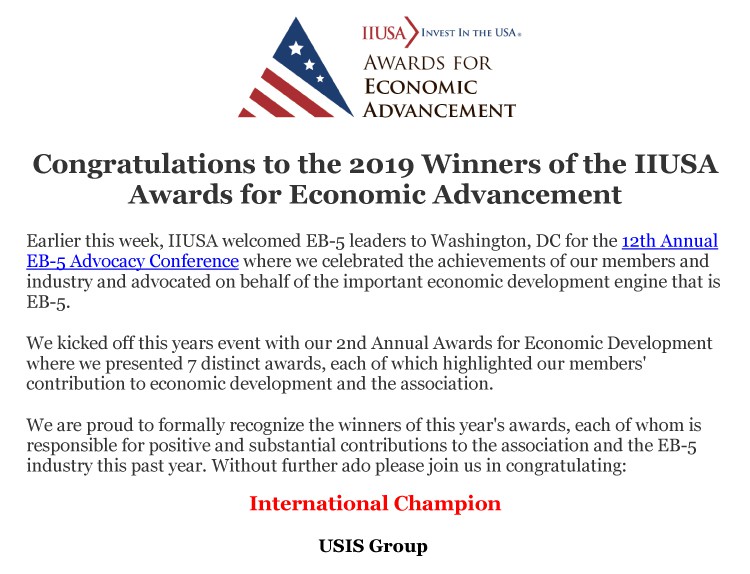 IIUSA INVEST IN THE USA®
AWARDS FOR
ECONOMIC
ADVANCEMENT
Congratulations to the 2019 Winners of the IIUSA
Awards for Economic Advancement
Earlier this week, IIUSA welcomed EB-5 leaders to Washington, DC for the 12th Annual
EB-5 Advocacy Conference where we celebrated the achievements of our members and
industry and advocated on behalf of the important economic development engine that is
EB-5.
We kicked off this years event with our 2nd Annual Awards for Economic Development
where we presented 7 distinct awards, each of which highlighted our members'
contribution to economic development and the association.
We are proud to formally recognize the winners of this year's awards, each of whom is
responsible for positive and substantial contributions to the association and the EB-5
industry this past year. Without further ado please join us in congratulating:
International Champion
USIS Group